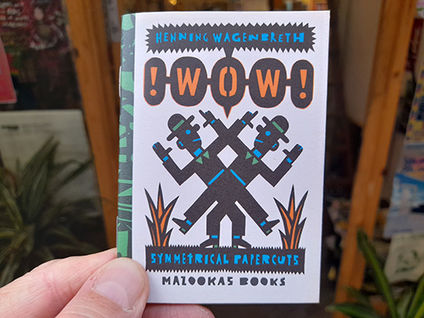 HENNING WAGENBRETH
!WOW!
SYMMETRICAL PAPERCUTS
MALOOKAS BOOKS